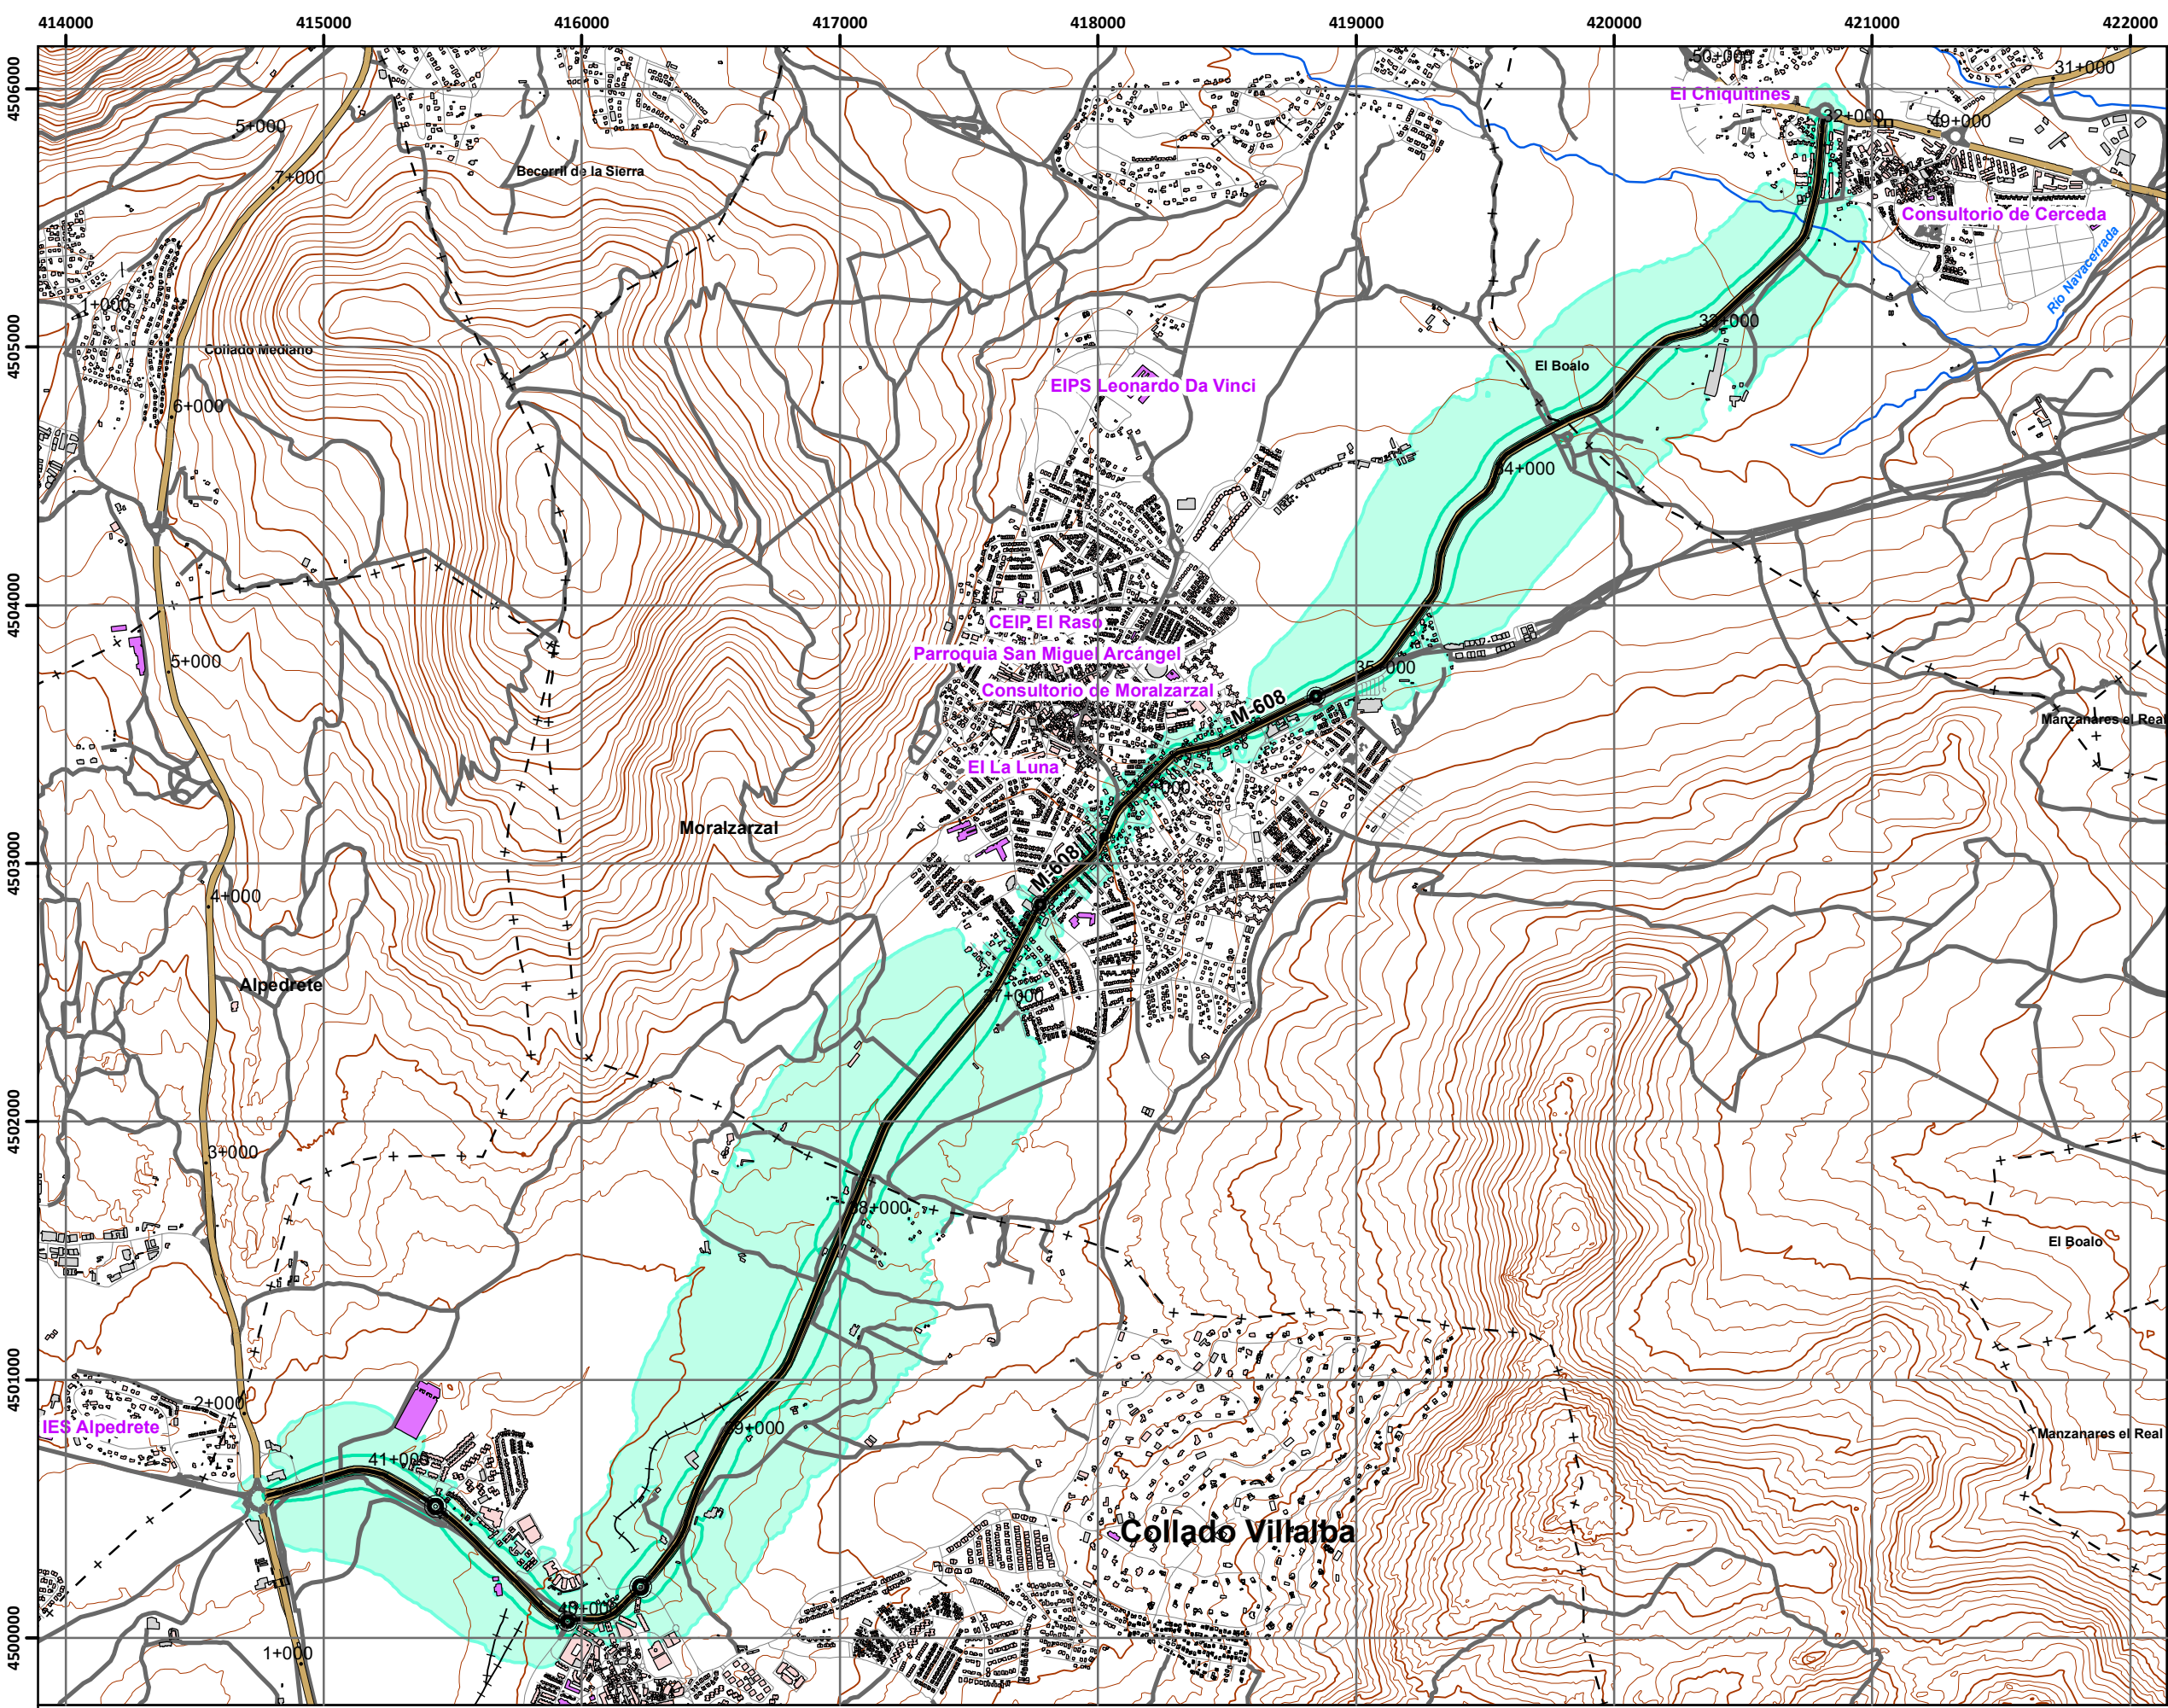 414000 415000 416000 417000 418000 419000 420000 421000 422000
4506000
4505000
4504000
4503000
4502000
4501000
4500000
50+000
31+000
El Chiquitines
32+000
49+000
5+000
7+000
Becerril de la Sierra
Consultorio de Cerceda
Río Navacerrada
1+000
33+000
Collado Mediano
El Boalo
EIPS Leonardo Da Vinci
6+000
34+000
CEIP El Raso
Parroquia San Miguel Arcángel
5+000
35+000
Consultorio de Moralzarzal
M-608
Manzanares el Real
El La Luna
Moralzarzal
M-608
4+000
Alpedrete
37+000
3+000
38+000
El Boalo
2+000
IES Alpedrete
39+000
Manzanares el Real
41+000
Collado Villalba
1+000